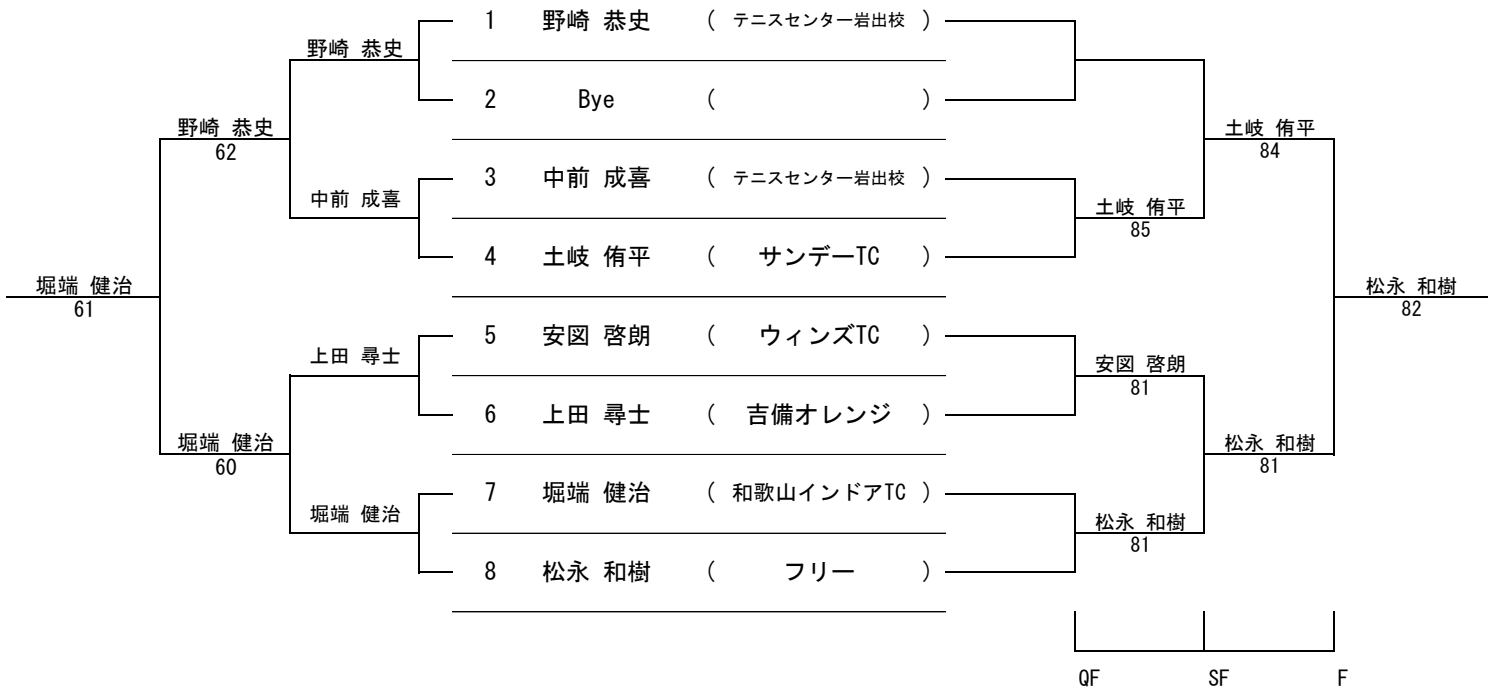 1 野崎 恭史 ( テニスセンター岩出校 )
野崎 恭史
2 Bye ( )
野崎 恭史
62
土岐 侑平
84
3 中前 成喜 ( テニスセンター岩出校 )
中前 成喜
土岐 侑平
85
4 土岐 侑平 ( サンデーTC )
堀端 健治
61
松永 和樹
82
5 安図 啓朗 ( ウィンズTC )
上田 尋士
安図 啓朗
81
6 上田 尋士 ( 吉備オレンジ )
堀端 健治
60
松永 和樹
81
7 堀端 健治 ( 和歌山インドアTC )
堀端 健治
松永 和樹
81
8 松永 和樹 ( フリー )
QF SF F